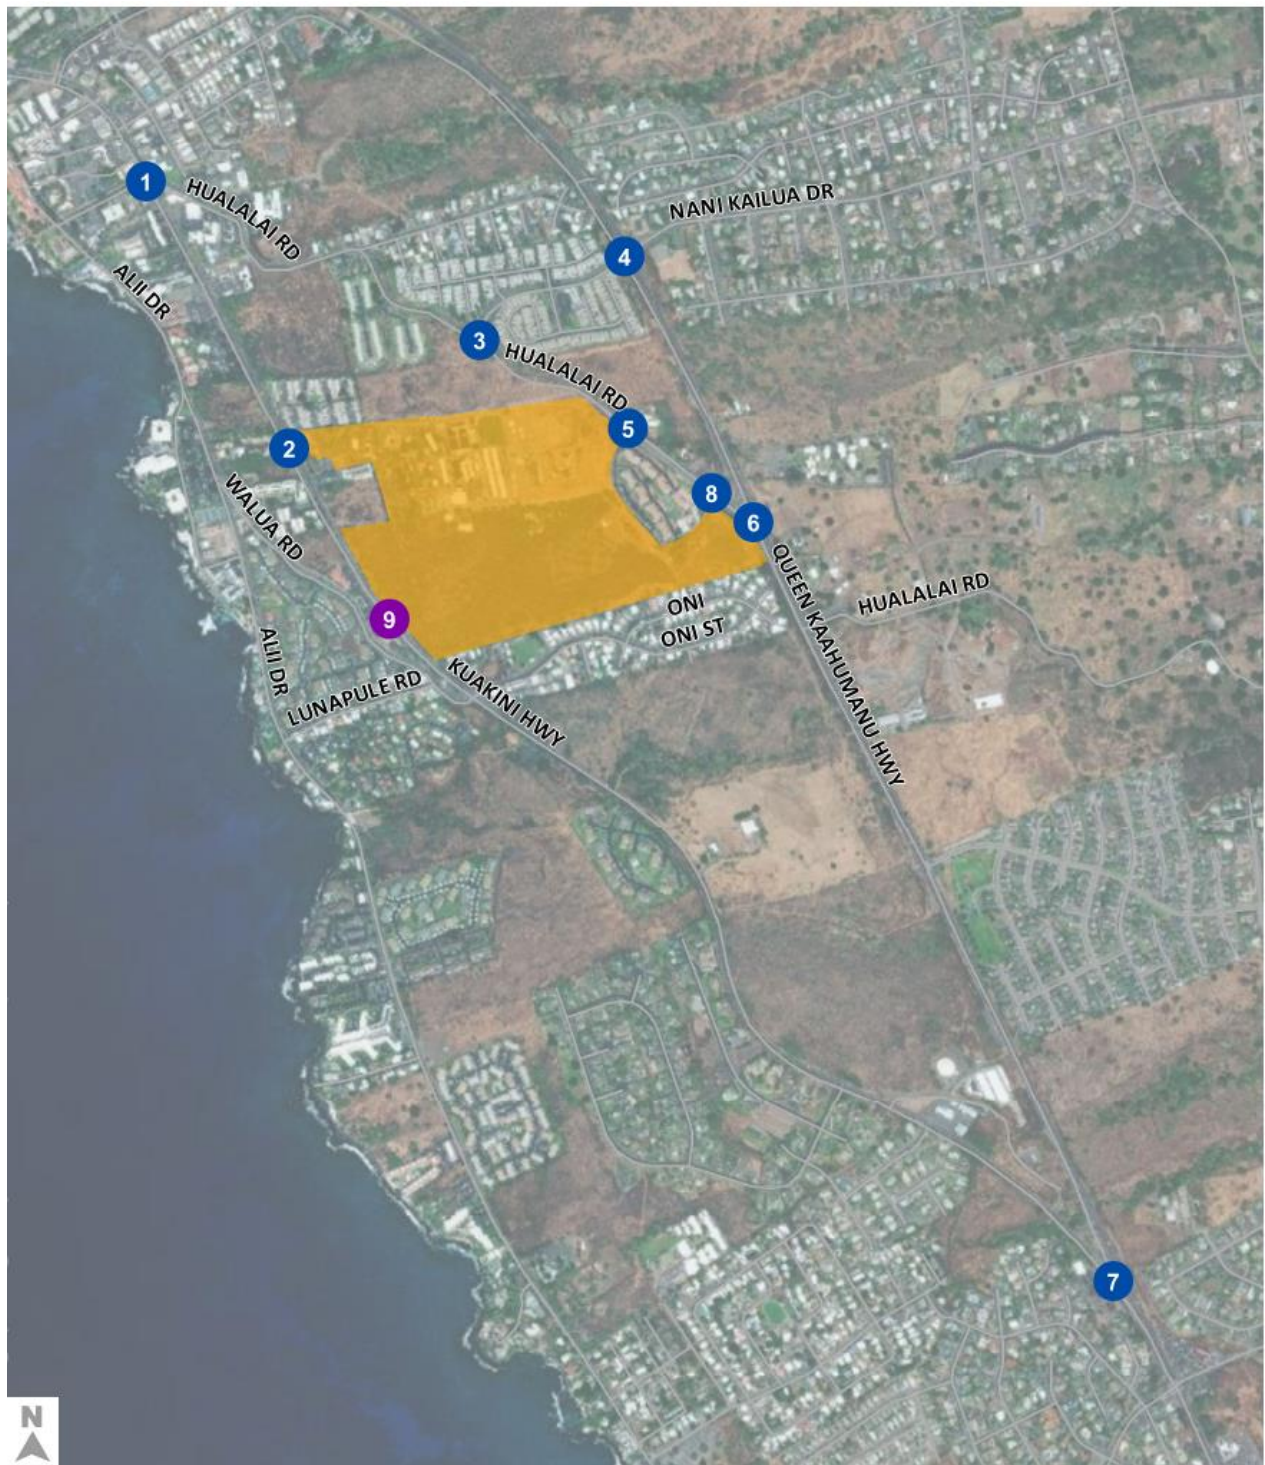 1
HUALALAI RD
NANI KAILUA DR
4
ALII DR
3
HUALALAI RD
5
2
WALUA RD
8
6
QUEEN KAAHUMANU HWY
HUALALAI RD
ONI
ONI ST
9
ALII DR
LUNAPULE RD
KUAKINI HWY
7
N